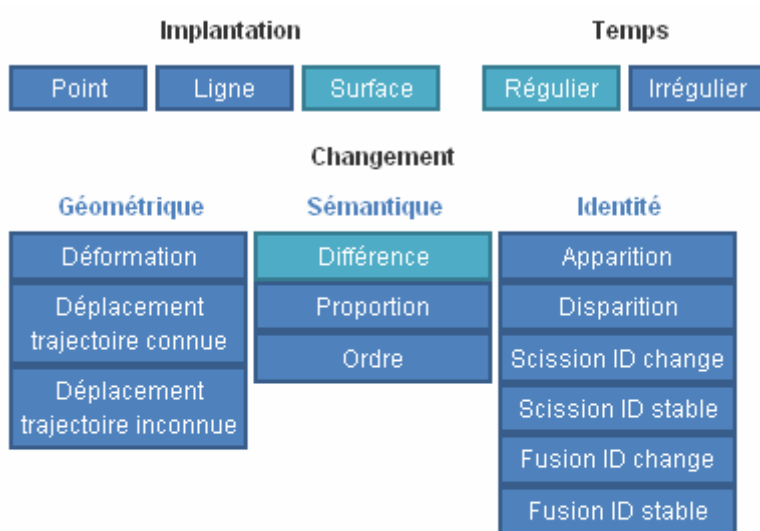 Implantation Temps
Point Ligne Surface Régulier Irrégulier
Changement
Géométrique Sémantique Identité
Déformation Différence Apparition
Déplacement
trajectoire connue
Proportion
Disparition
Ordre
Scission ID change
Déplacement
trajectoire inconnue
Scission ID stable
Fusion ID change
Fusion ID stable